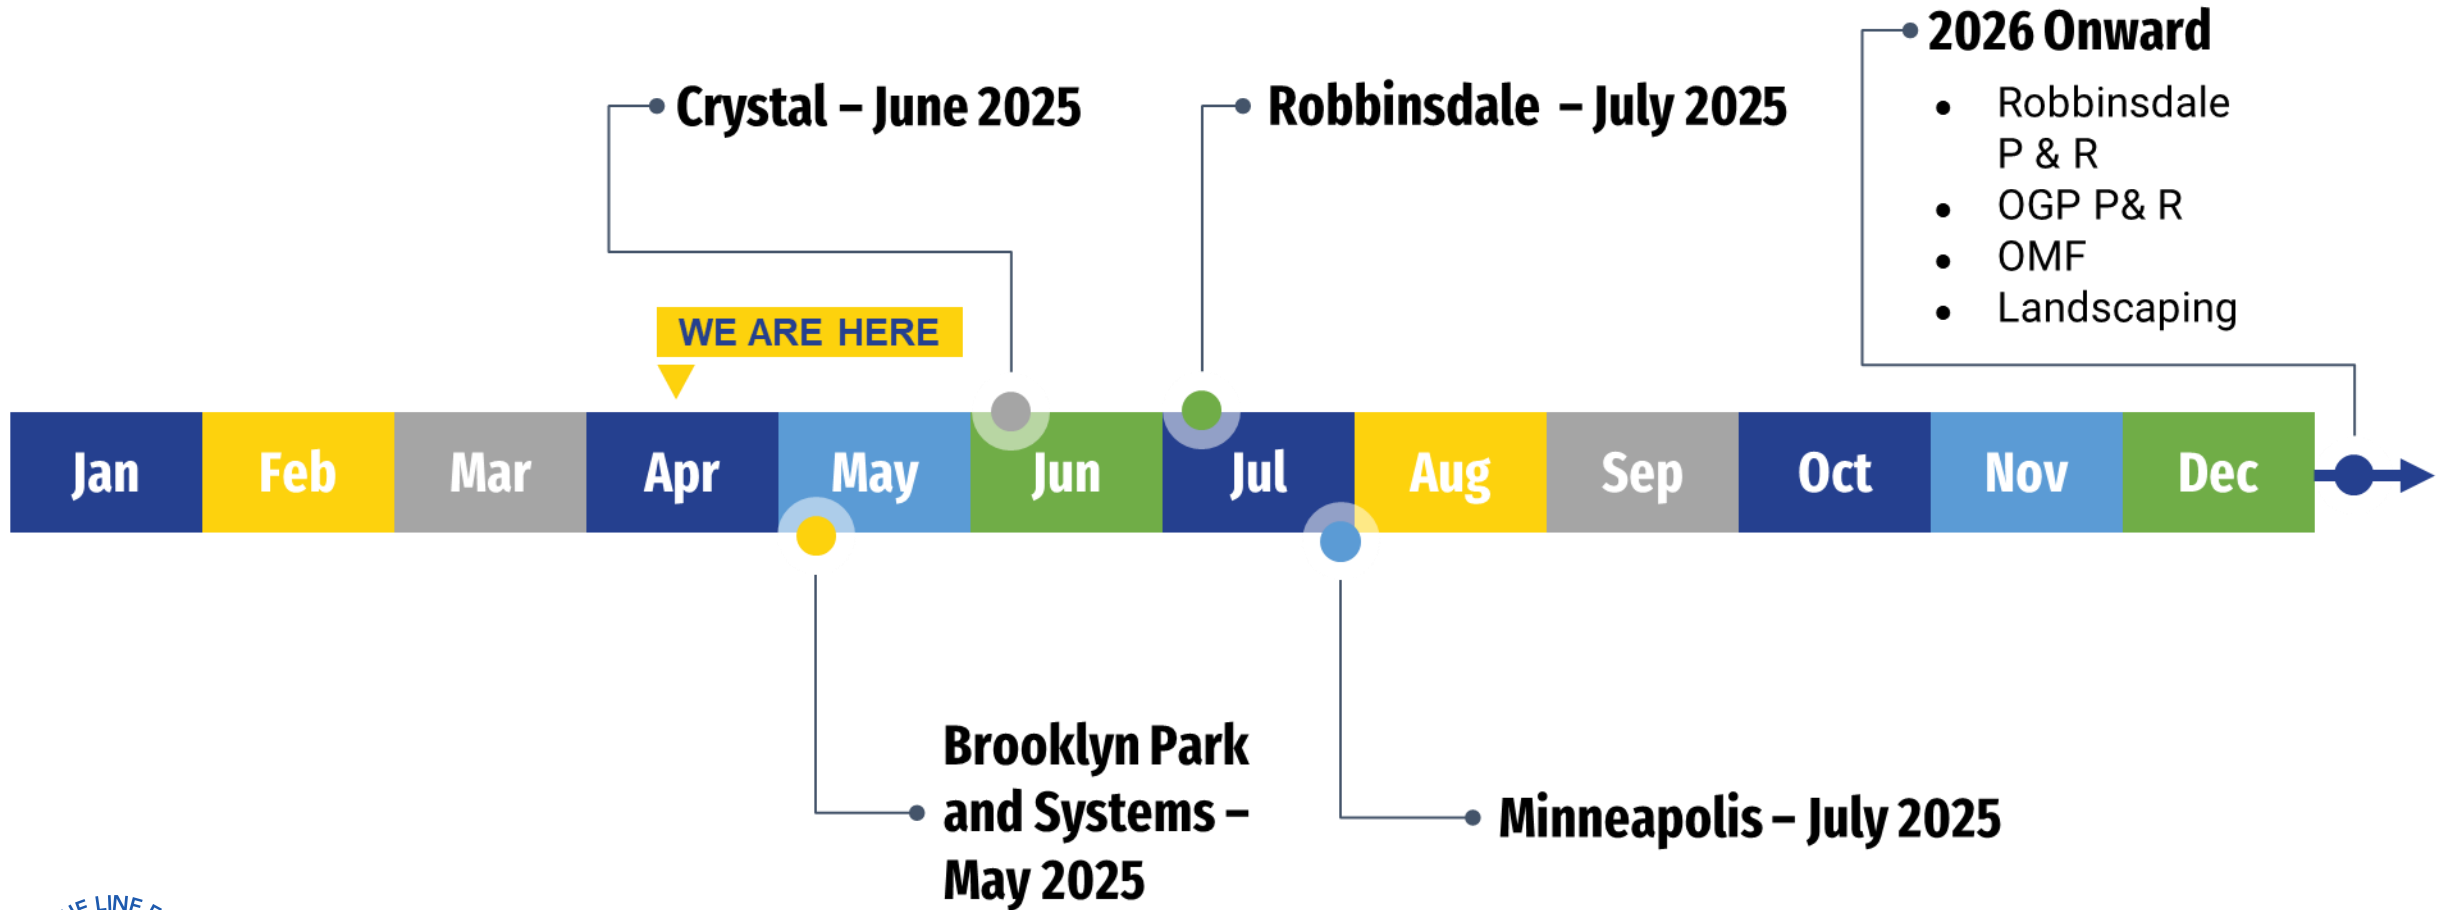 2026 Onward
• Robbinsdale
P & R
• OGP P& R
• OMF
• Landscaping
Crystal – June 2025
Robbinsdale – July 2025
WE ARE HERE
Jan Feb Mar Apr May Jun Jul Aug Sep Oct Nov Dec
Brooklyn Park
and Systems –
May 2025
Minneapolis – July 2025
LINE